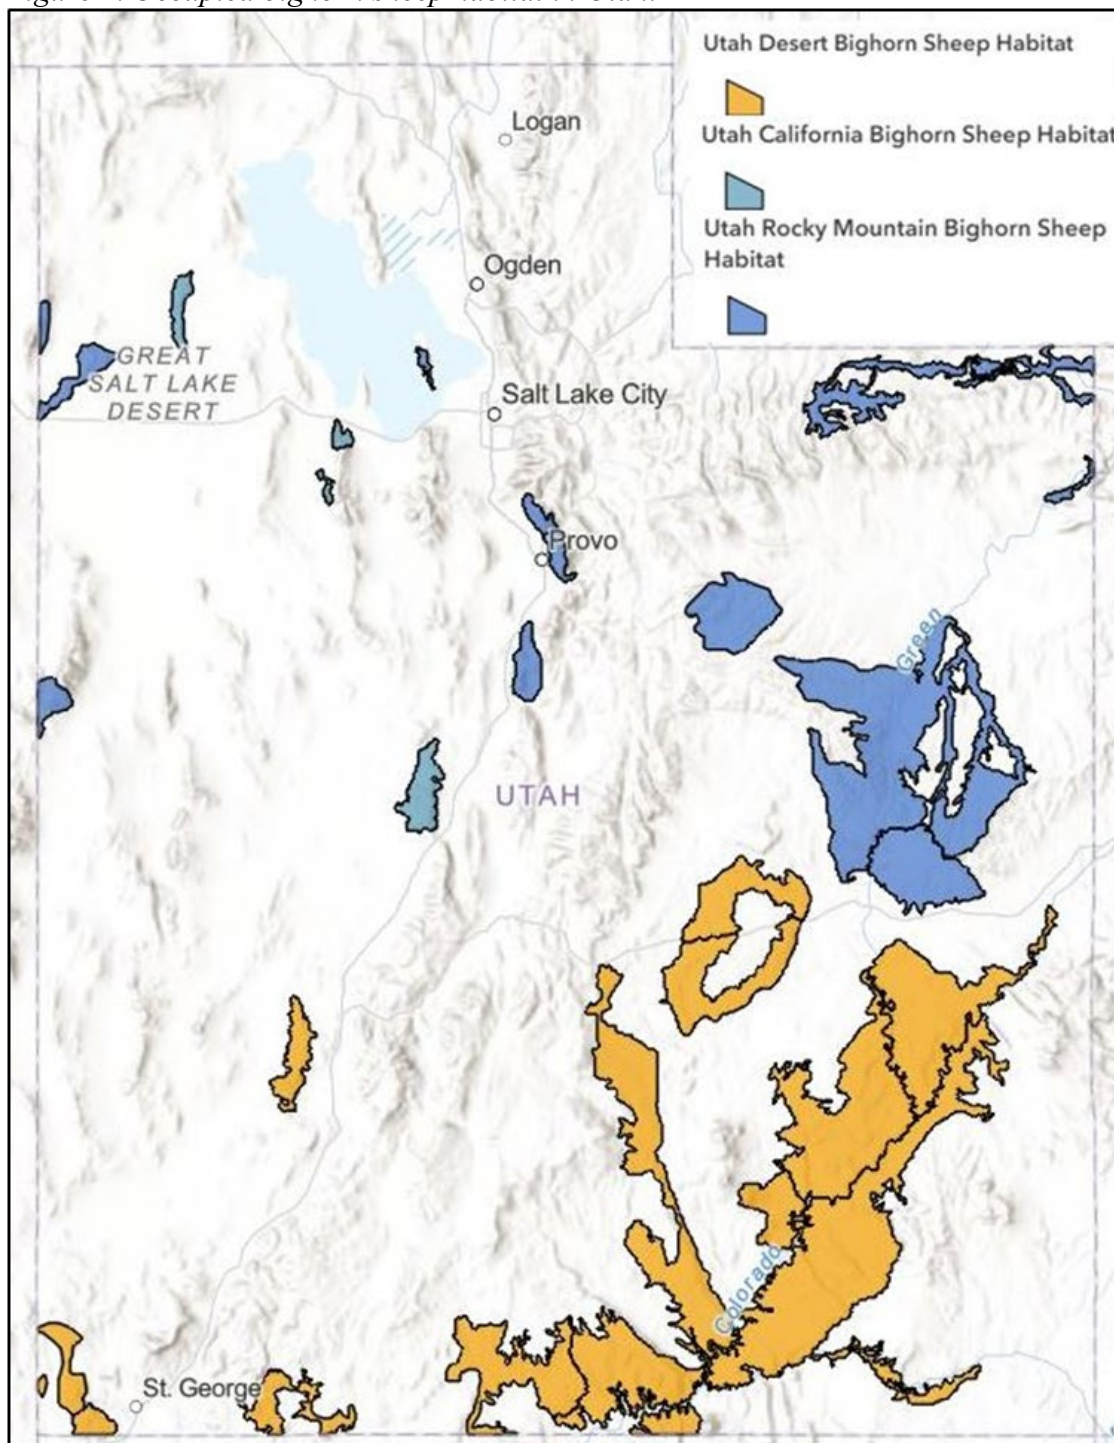 Utah Desert Bighorn Sheep Habitat
Utah California Bighorn Sheep Habitat
Utah Rocky Mountain Bighorn Sheep
Habitat
Logan
Ogden
GREAT
SALT LAKE
DESERT
Salt Lake City
Provo
Green
UTAH
Colorado
St. George